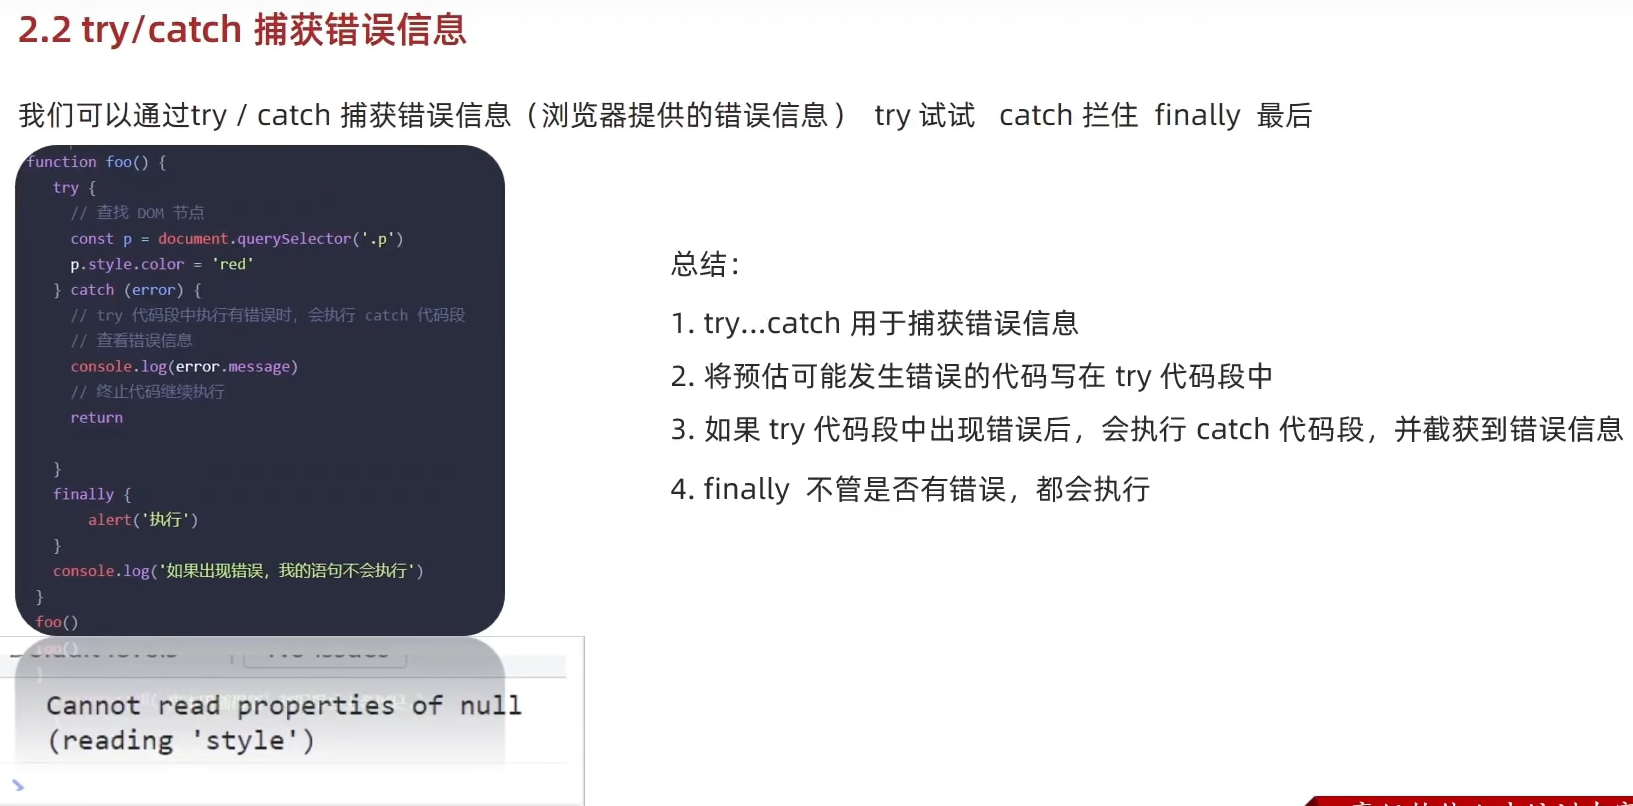 2.2 try/catch 捕获错误信息
我们可以通过try / catch 捕获错误信息（浏览器提供的错误信息） try 试试 catch 拦住 finally 最后
function foo() {
try {
// 查找 DOM 节点
const p = document.querySelector('.p')
p.style.color = 'red'
} catch (error) {
// try 代码段中执行有错误时，会执行 catch 代码段
// 查看错误信息
console.log(error.message)
// 终止代码继续执行
return
}
finally {
alert('执行')
}
console.log('如果出现错误，我的语句不会执行')
}
foo()
Cannot read properties of null
(reading 'style')
总结：
1. try...catch 用于捕获错误信息
2. 将预估可能发生错误的代码写在 try 代码段中
3. 如果 try 代码段中出现错误后，会执行 catch 代码段，并截获到错误信息
4. finally 不管是否有错误，都会执行